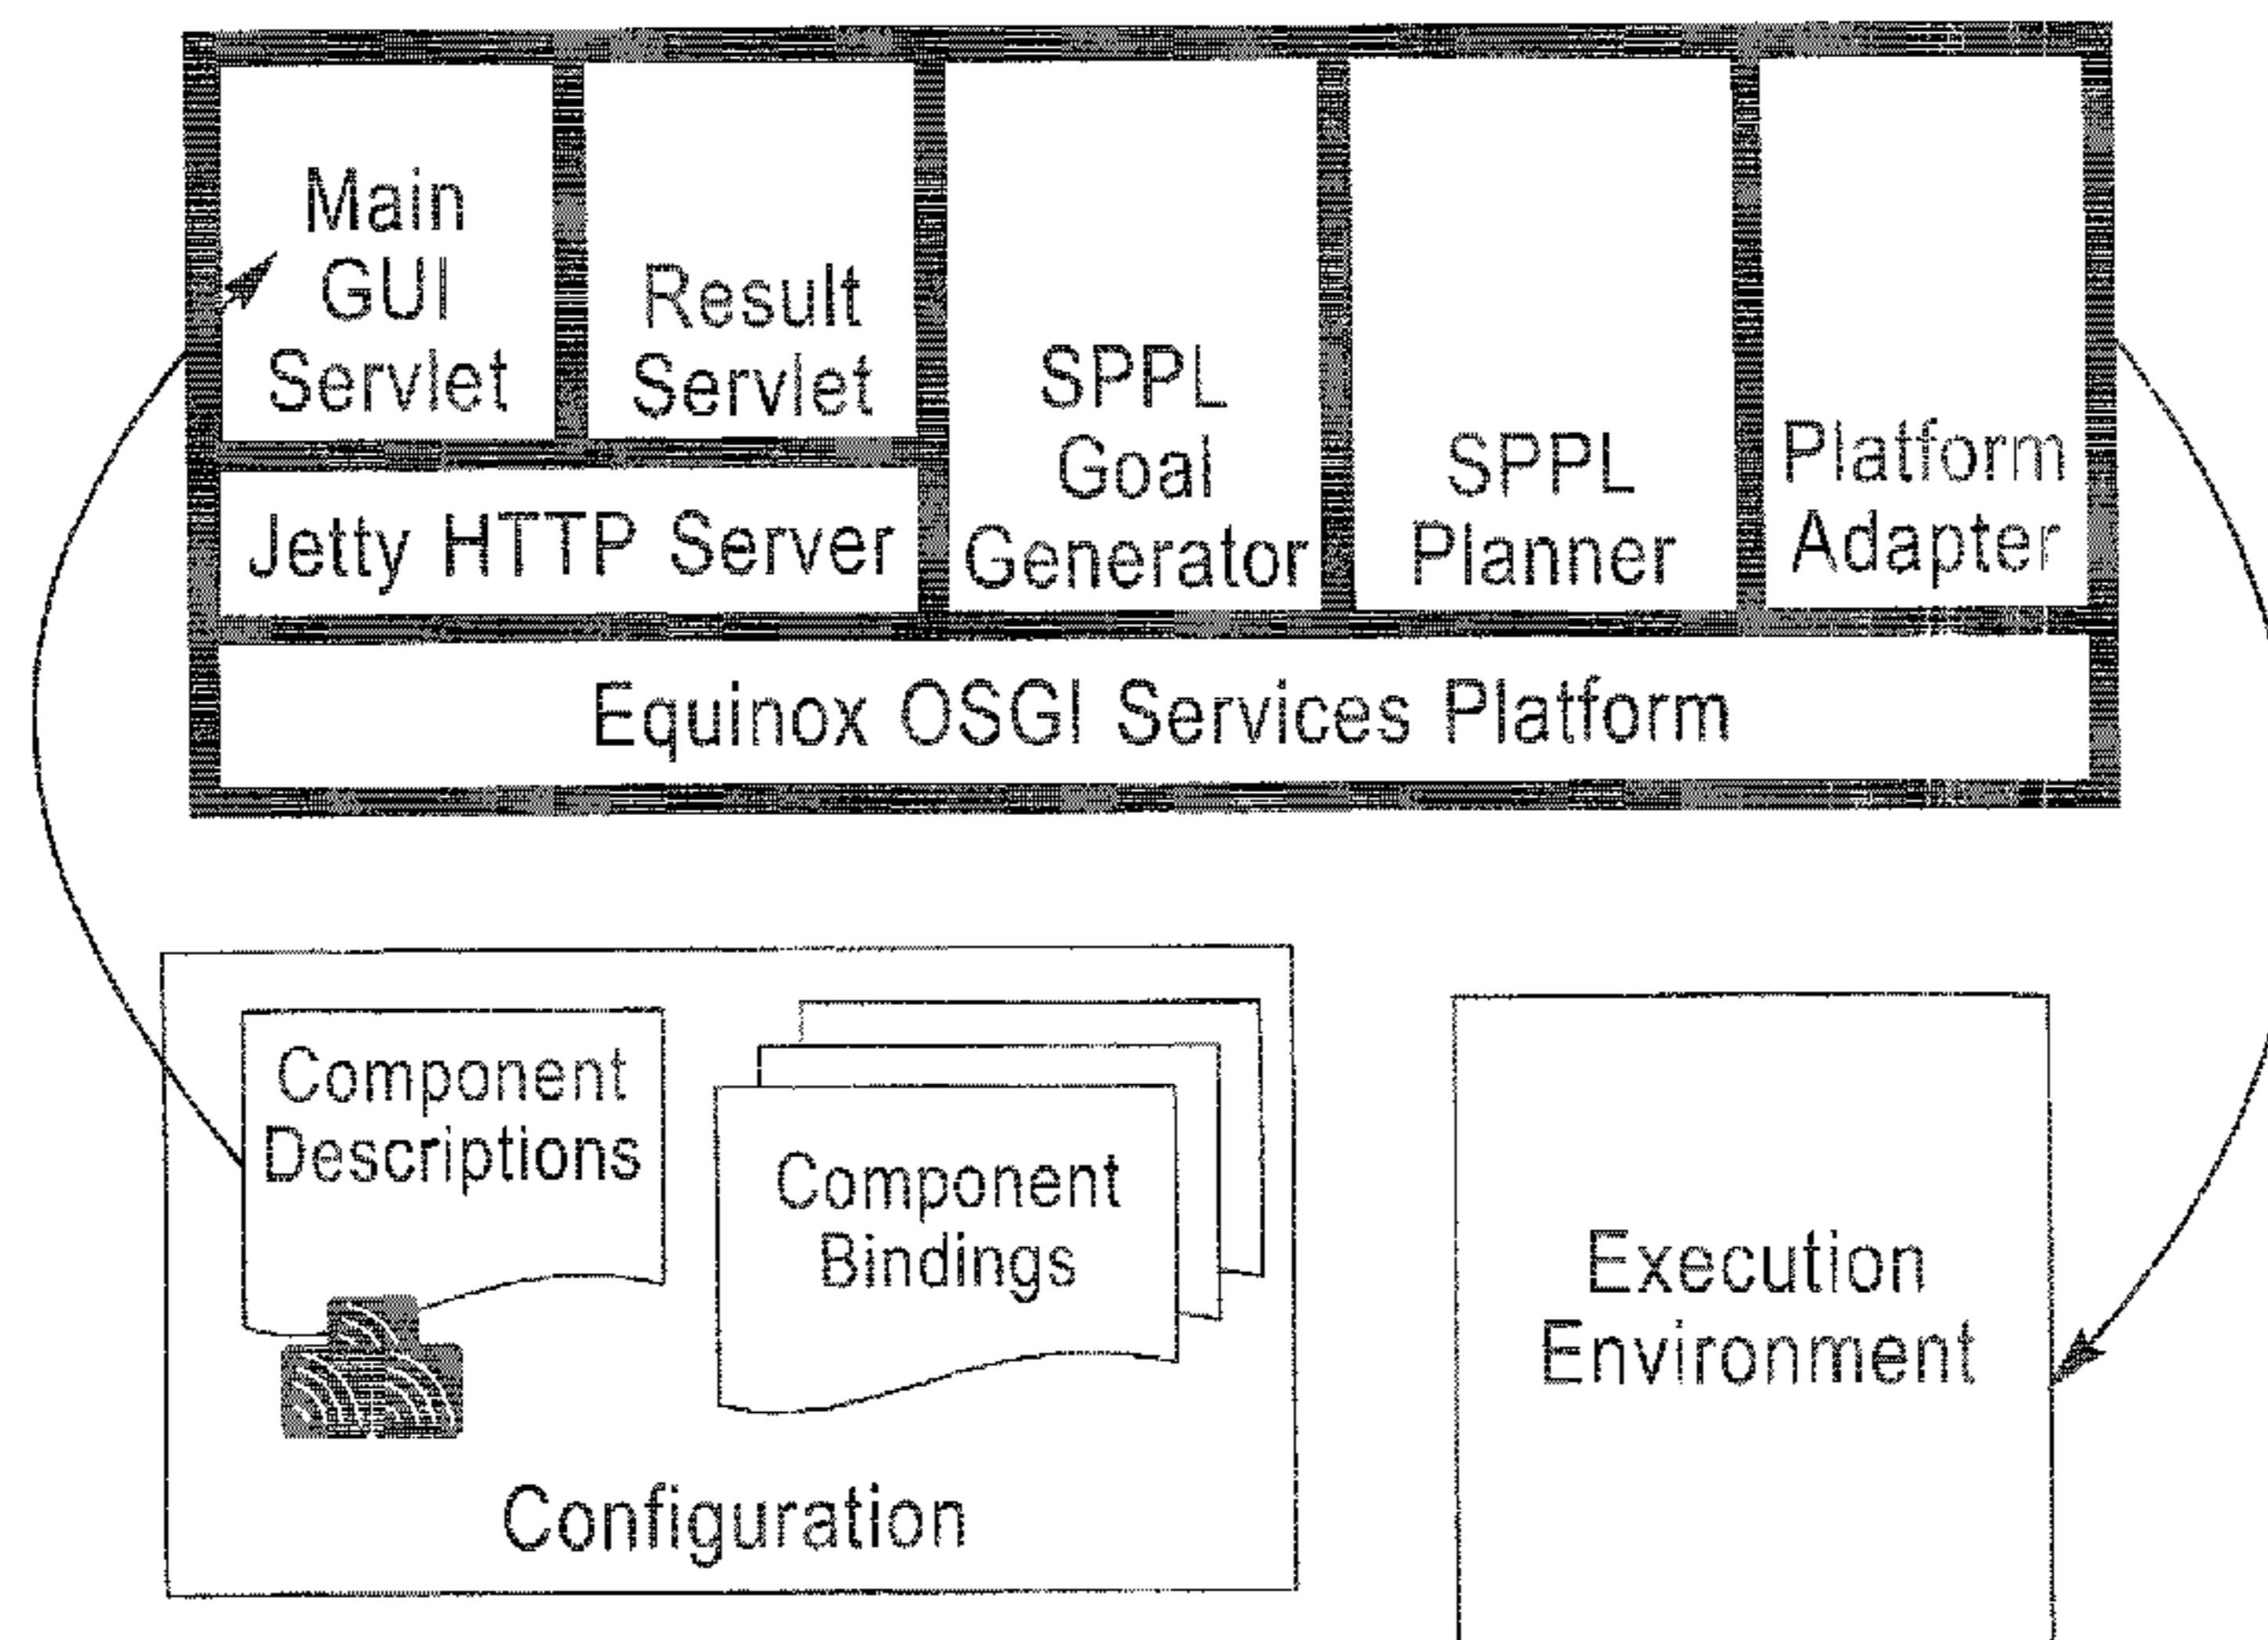 Main
GUI
Servlet
Result
Servlet
SPPL
Goal
Generator
SPPL
Planner
Platform
Adapter
Jetty HTTP Server
Equinox OSGI Services Platform
Component
Descriptions
Component
Bindings
Configuration
Execution
Environment